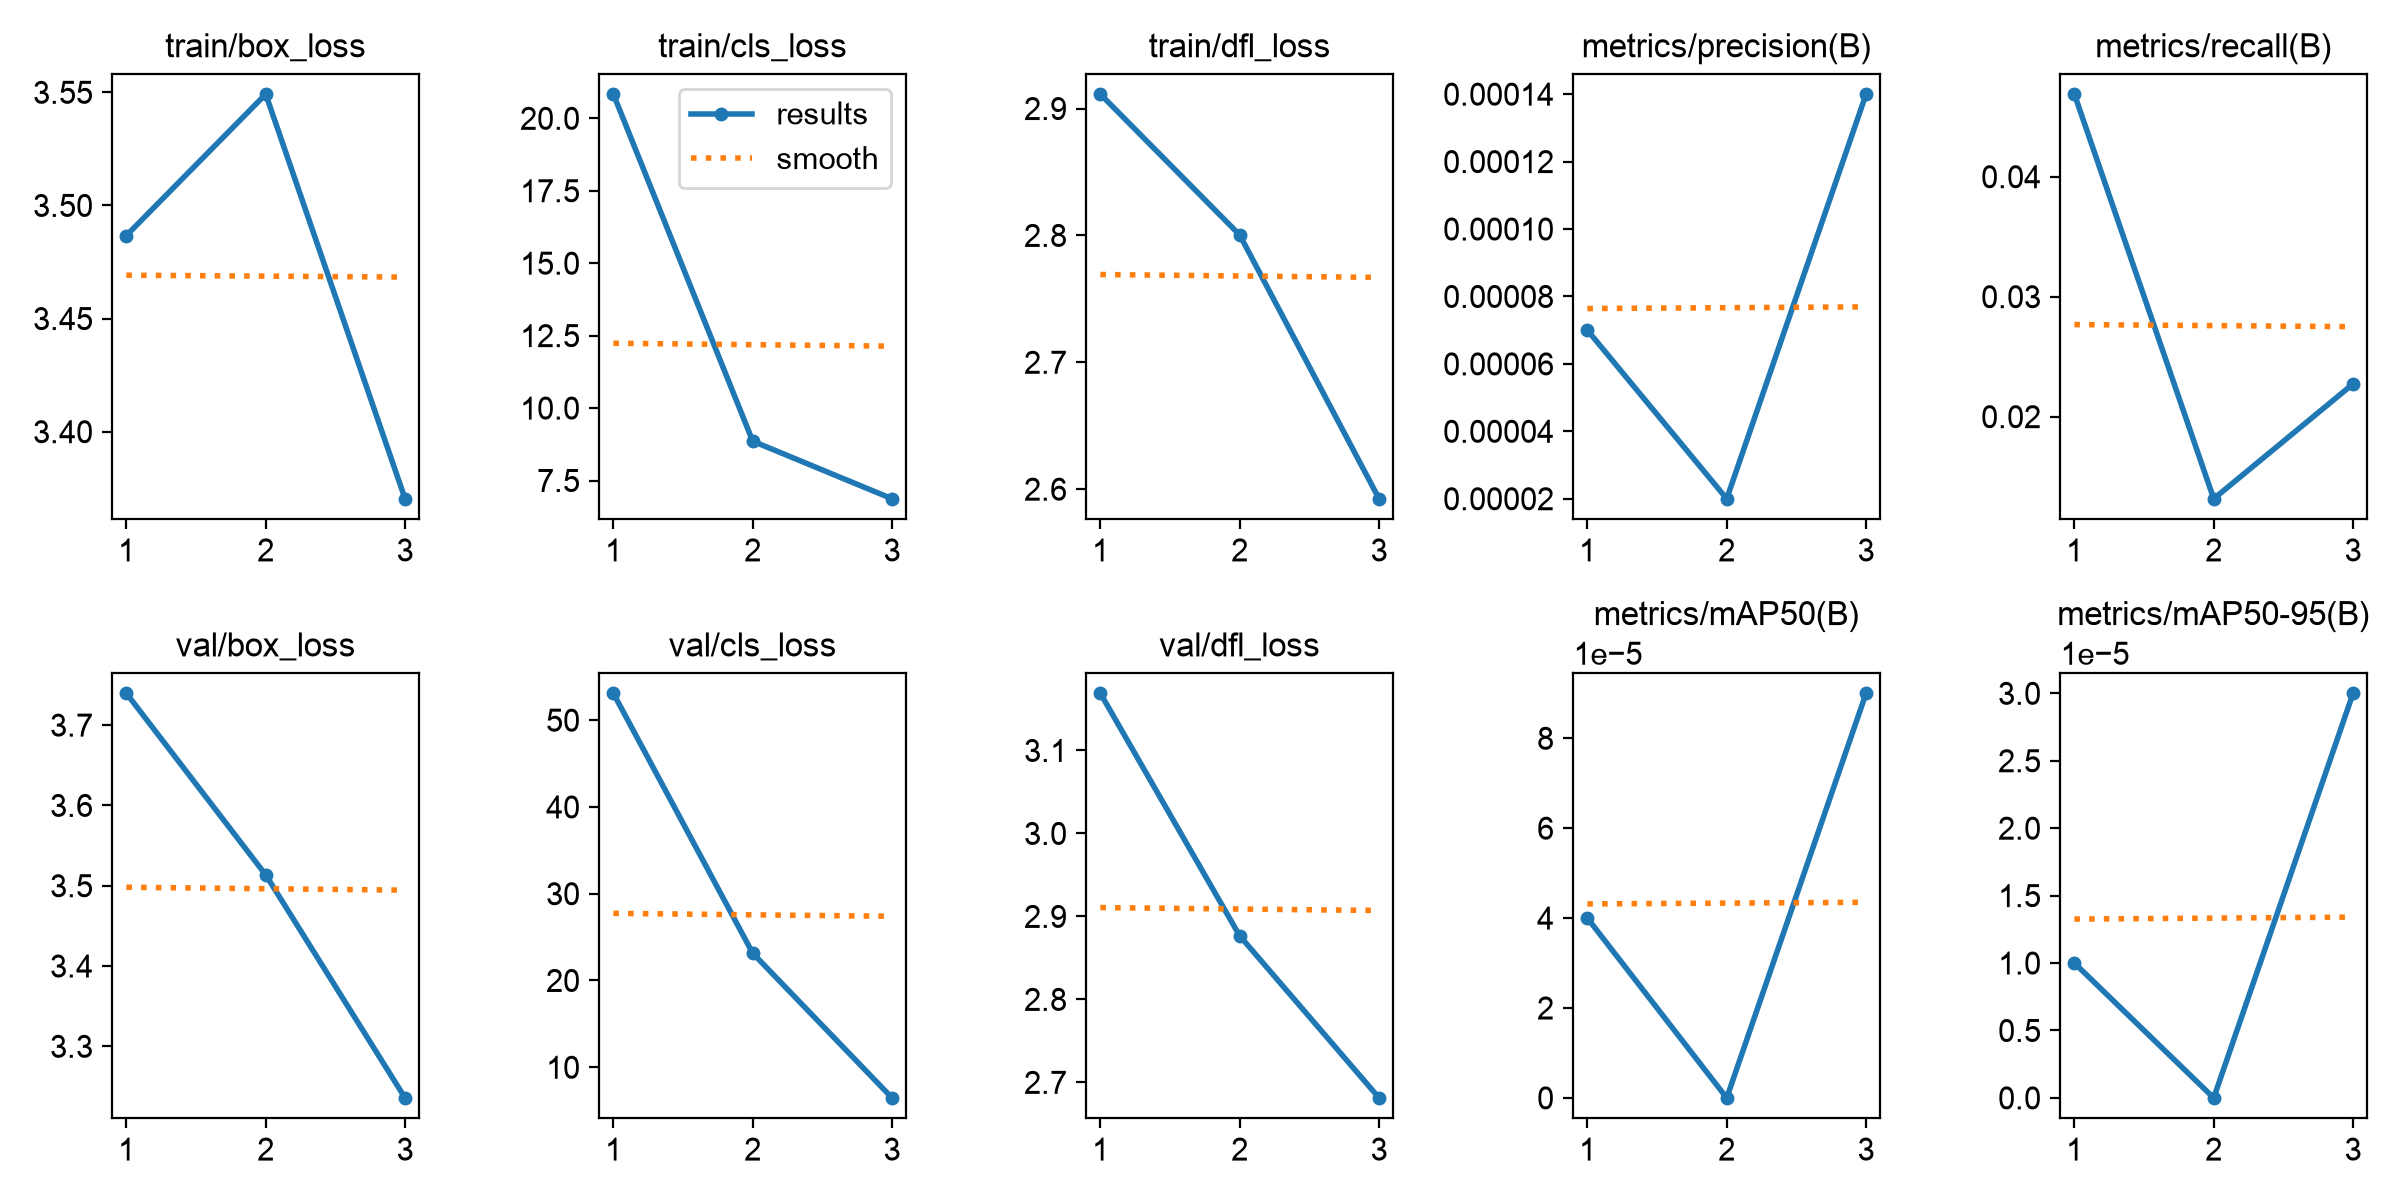 train/box_loss
3.55
3.50
3.45
3.40
1 2 3
train/cls_loss
20.0
17.5
15.0
12.5
10.0
7.5
results
smooth
1 2 3
train/dfl_loss
2.9
2.8
2.7
2.6
1 2 3
metrics/precision(B)
0.00014
0.00012
0.00010
0.00008
0.00006
0.00004
0.00002
1 2 3
metrics/recall(B)
0.04
0.03
0.02
1 2 3
val/box_loss
3.7
3.6
3.5
3.4
3.3
1 2 3
val/cls_loss
50
40
30
20
10
1 2 3
val/dfl_loss
3.1
3.0
2.9
2.8
2.7
1 2 3
metrics/mAP50(B)
1e−5
8
6
4
2
0
1 2 3
metrics/mAP50-95(B)
1e−5
3.0
2.5
2.0
1.5
1.0
0.5
0.0
1 2 3